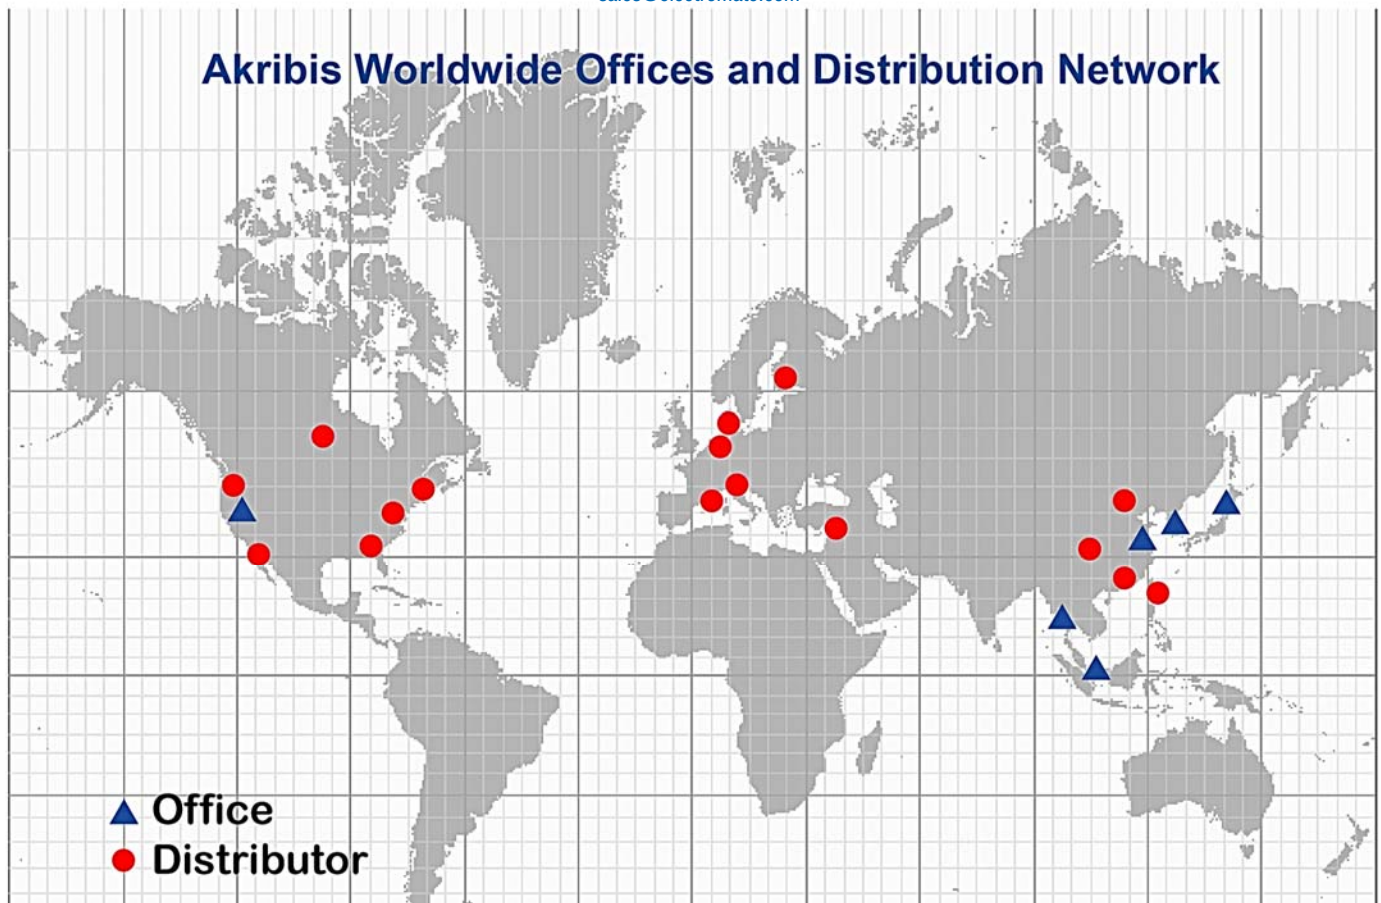 Akribis Worldwide Offices and Distribution Network
Office
Distributor